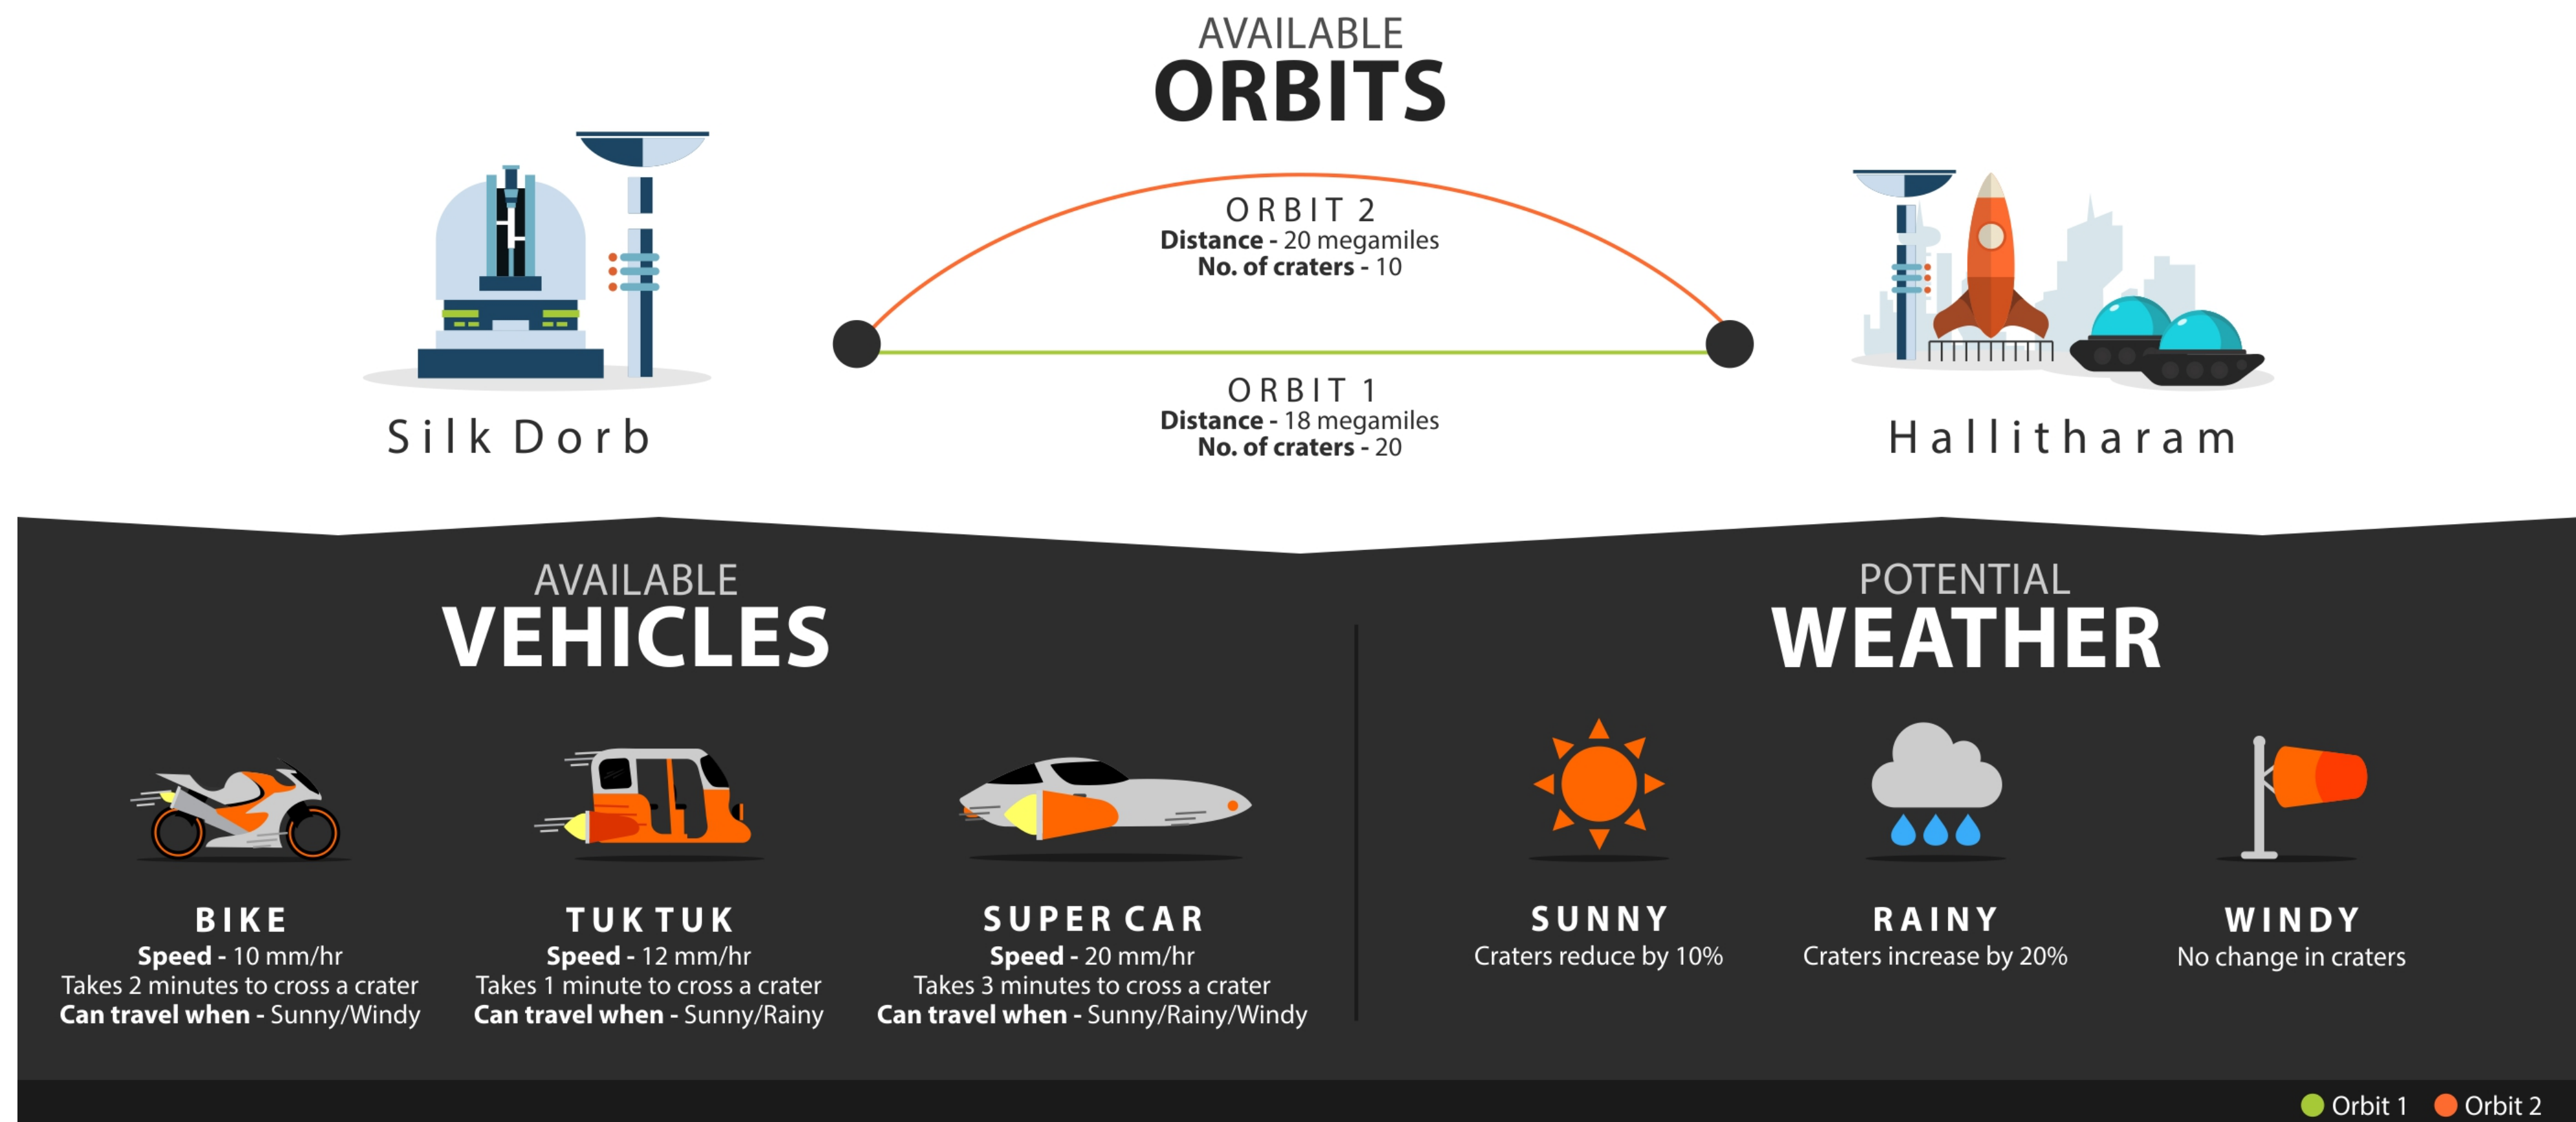 AVAILABLE
ORBITS
ORBIT 2
Distance - 20 megamiles
No. of craters - 10
ORBIT 1
Distance - 18 megamiles
No. of craters - 20
Silk Dorb
Hallitharam
AVAILABLE
VEHICLES
BIKE
Speed - 10 mm/hr
Takes 2 minutes to cross a crater
Can travel when - Sunny/Windy
TUK TUK
Speed - 12 mm/hr
Takes 1 minute to cross a crater
Can travel when - Sunny/Rainy
SUPER CAR
Speed - 20 mm/hr
Takes 3 minutes to cross a crater
Can travel when - Sunny/Rainy/Windy
POTENTIAL
WEATHER
SUNNY
Craters reduce by 10%
RAINY
Craters increase by 20%
WINDY
No change in craters
Orbit 1
Orbit 2